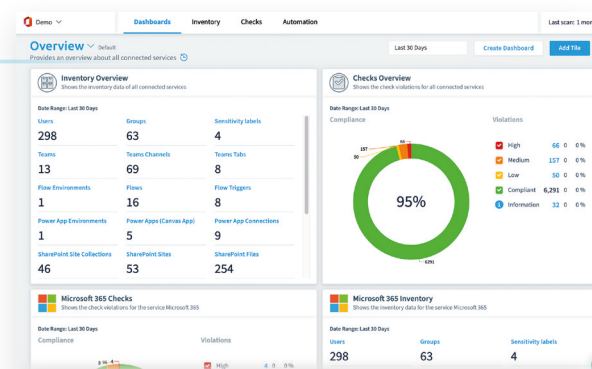 Demo
Dashboards Inventory Checks Automation
Last scan: 1 mon
Overview Default
Provides an overview about all connected services
Last 30 Days
Create Dashboard
Add Tile
Inventory Overview
Shows the inventory data of all connected services
Date Range: Last 30 Days
Users Groups Sensitivity labels
298 63 4
Teams Teams Channels Teams Tabs
13 69 8
Flow Environments Flows Flow Triggers
1 16 8
Power App Environments Power Apps (Canvas App) Power App Connections
1 5 9
SharePoint Site Collections SharePoint Sites SharePoint Files
46 53 254
Checks Overview
Shows the check violations for all connected services
Date Range: Last 30 Days
Compliance Violations
66
157
50
95%
6291
High 66 0 0%
Medium 157 0 0%
Low 50 0 0%
Compliant 6,291 0 0%
Information 32 0 0%
Microsoft 365 Checks
Shows the check violations for the service Microsoft 365
Date Range: Last 30 Days
Compliance Violations
4
High 4 0 0%
Microsoft 365 Inventory
Shows the inventory data for the service Microsoft 365
Date Range: Last 30 Days
Users Groups Sensitivity labels
298 63 4